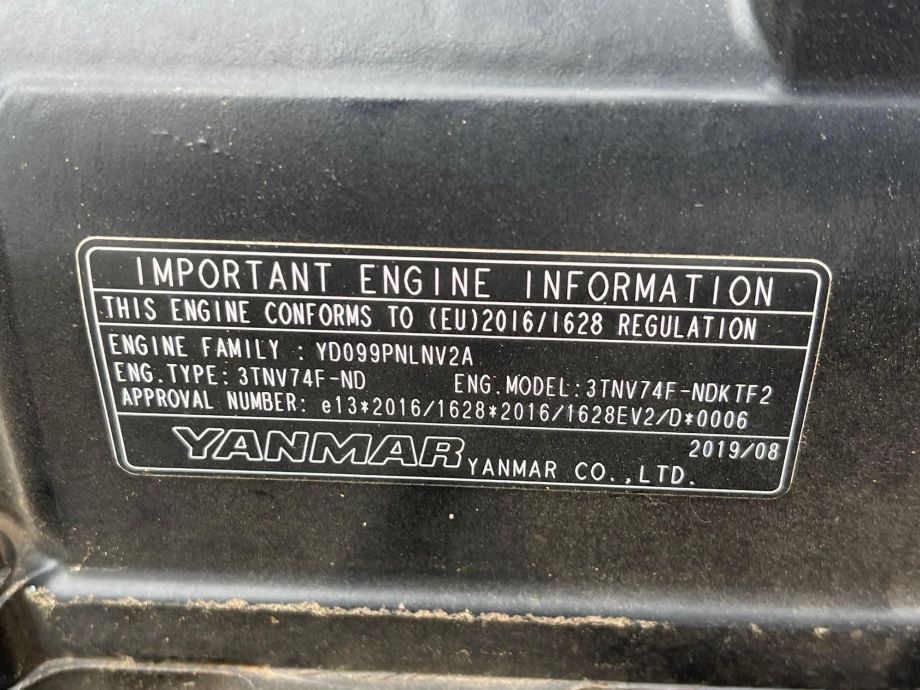 IMPORTANT ENGINE INFORMATION
THIS ENGINE CONFORMS TO (EU)2016/1628 REGULATION
ENGINE FAMILY : YD099PNLNV2A
ENG.TYPE: 3TNV74F-ND ENG.MODEL: 3TNV74F-NDKTF2
APPROVAL NUMBER: e13*2016/1628*2016/1628EV2/D*0006
2019/08
YANMAR YANMAR CO.,LTD.